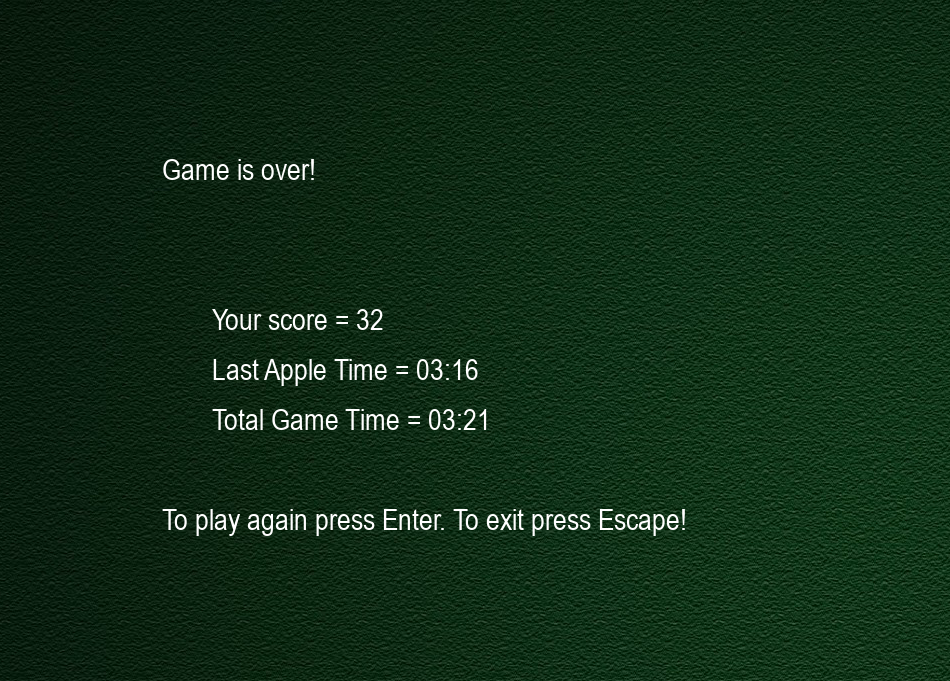 Game is over!
Your score = 32
Last Apple Time = 03:16
Total Game Time = 03:21
To play again press Enter. To exit press Escape!